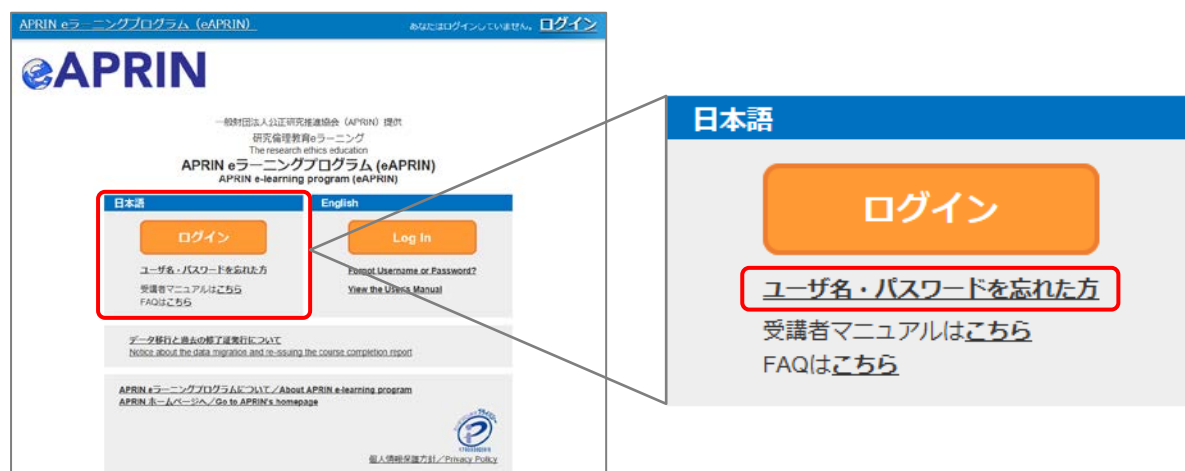 APRIN eラーニングプログラム（eAPRIN）
あなたはログインしていません。 ログイン
eAPRIN
一般財団法人公正研究推進協会（APRIN）提供
研究倫理教育eラーニング
The research ethics education
APRIN eラーニングプログラム (eAPRIN)
APRIN e-learning program (eAPRIN)
日本語
ログイン
ユーザ名・パスワードを忘れた方
受講者マニュアルはこちら
FAQはこちら
English
Log In
Forgot Username or Password?
View the User's Manual
データ移行と過去の修了証発行について
Notice about the data migration and re-issuing the course completion report
APRIN eラーニングプログラムについて／About APRIN e-learning program
APRIN ホームページへ／Go to APRIN's homepage
個人情報保護方針／Privacy Policy
日本語
ログイン
ユーザ名・パスワードを忘れた方
受講者マニュアルはこちら
FAQはこちら